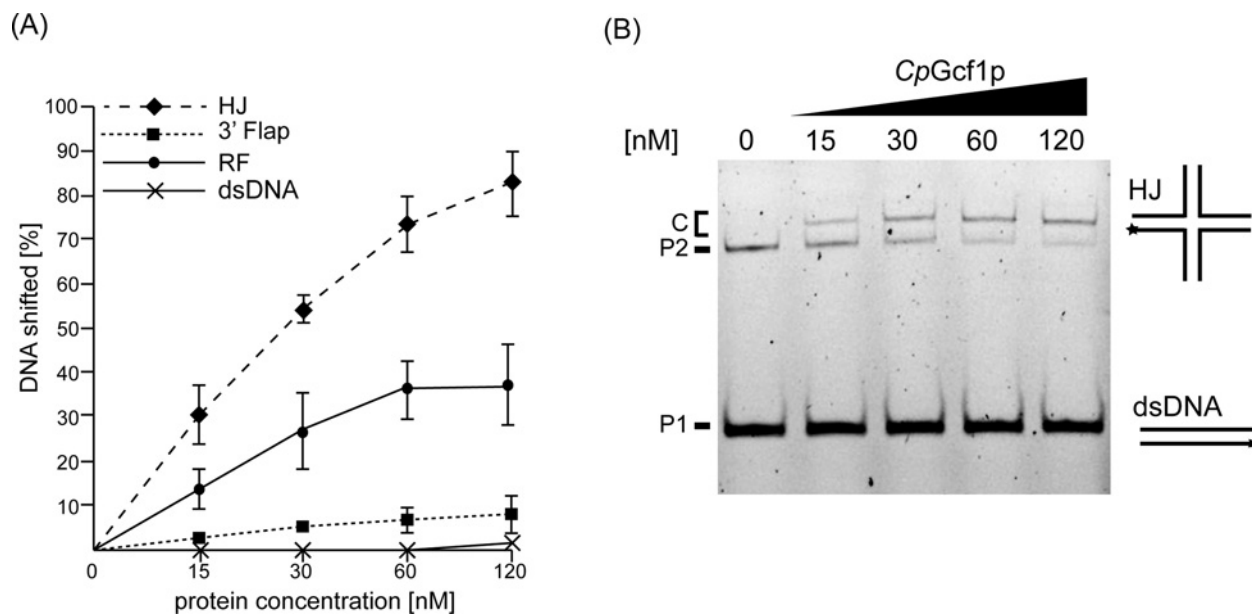 (A)
HJ
3' Flap
RF
dsDNA
100
90
80
70
60
50
40
30
20
10
DNA shifted [%]
0 15 30 60 120
protein concentration [nM]
(B)
CpGcf1p
[nM] 0 15 30 60 120
C
P2
P1
HJ
dsDNA